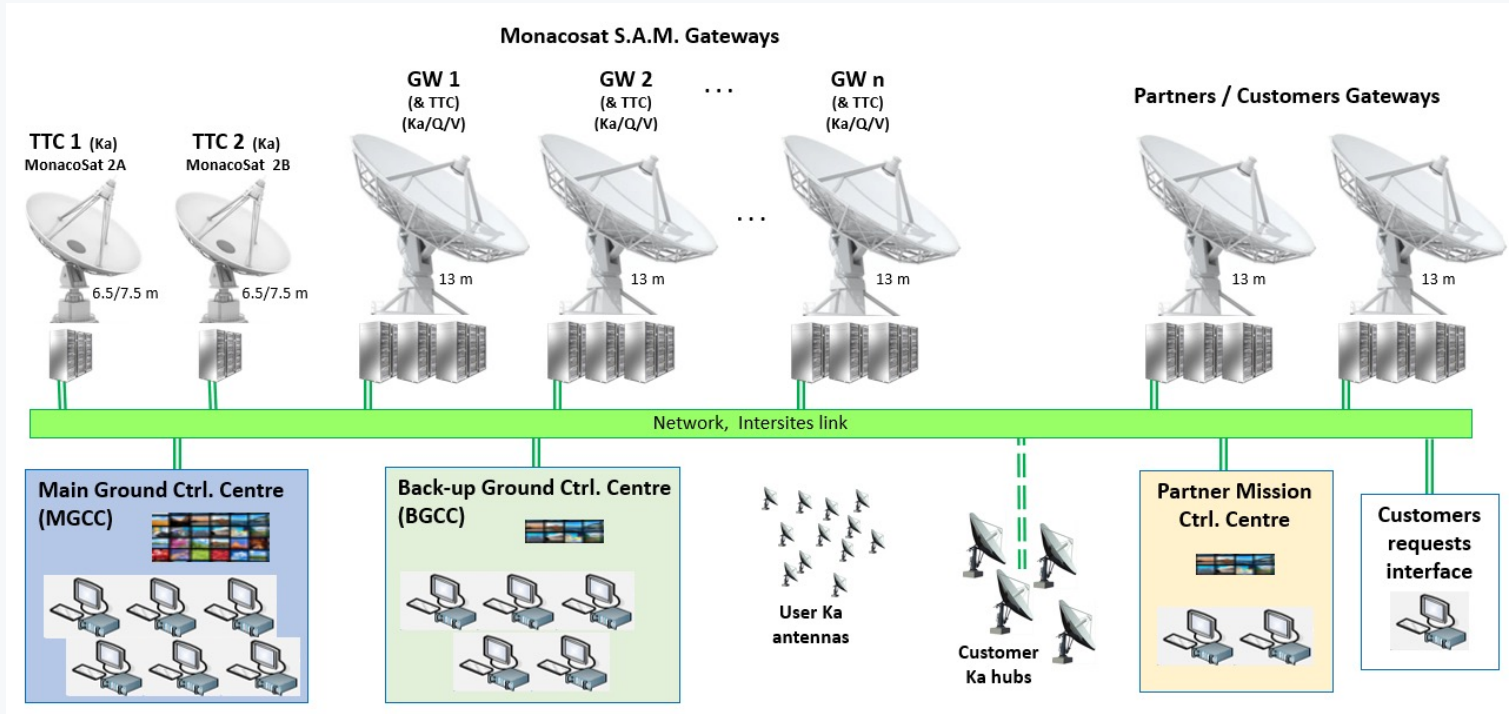 Monacosat S.A.M. Gateways
GW 1
(& TTC)
(Ka/Q/V)
GW 2
(& TTC)
(Ka/Q/V)
. . .
GW n
(& TTC)
(Ka/Q/V)
Partners / Customers Gateways
TTC 1 (Ka)
MonacoSat 2A
TTC 2 (Ka)
MonacoSat 2B
. . .
6.5/7.5 m
6.5/7.5 m
13 m
13 m
13 m
13 m
13 m
Network, Intersites link
Main Ground Ctrl. Centre
(MGCC)
Back-up Ground Ctrl. Centre
(BGCC)
User Ka
antennas
Customer
Ka hubs
Partner Mission
Ctrl. Centre
Customers
requests
interface